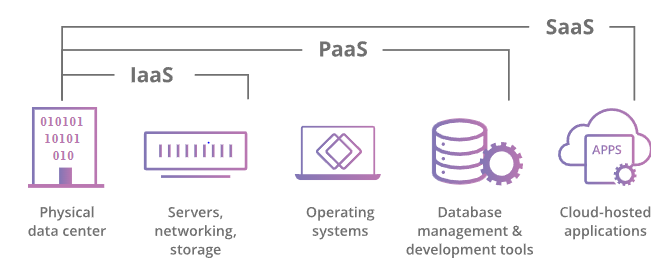 SaaS
PaaS
IaaS
010101
10101
010
APPS
Physical
data center
Servers,
networking,
storage
Operating
systems
Database
management &
development tools
Cloud-hosted
applications